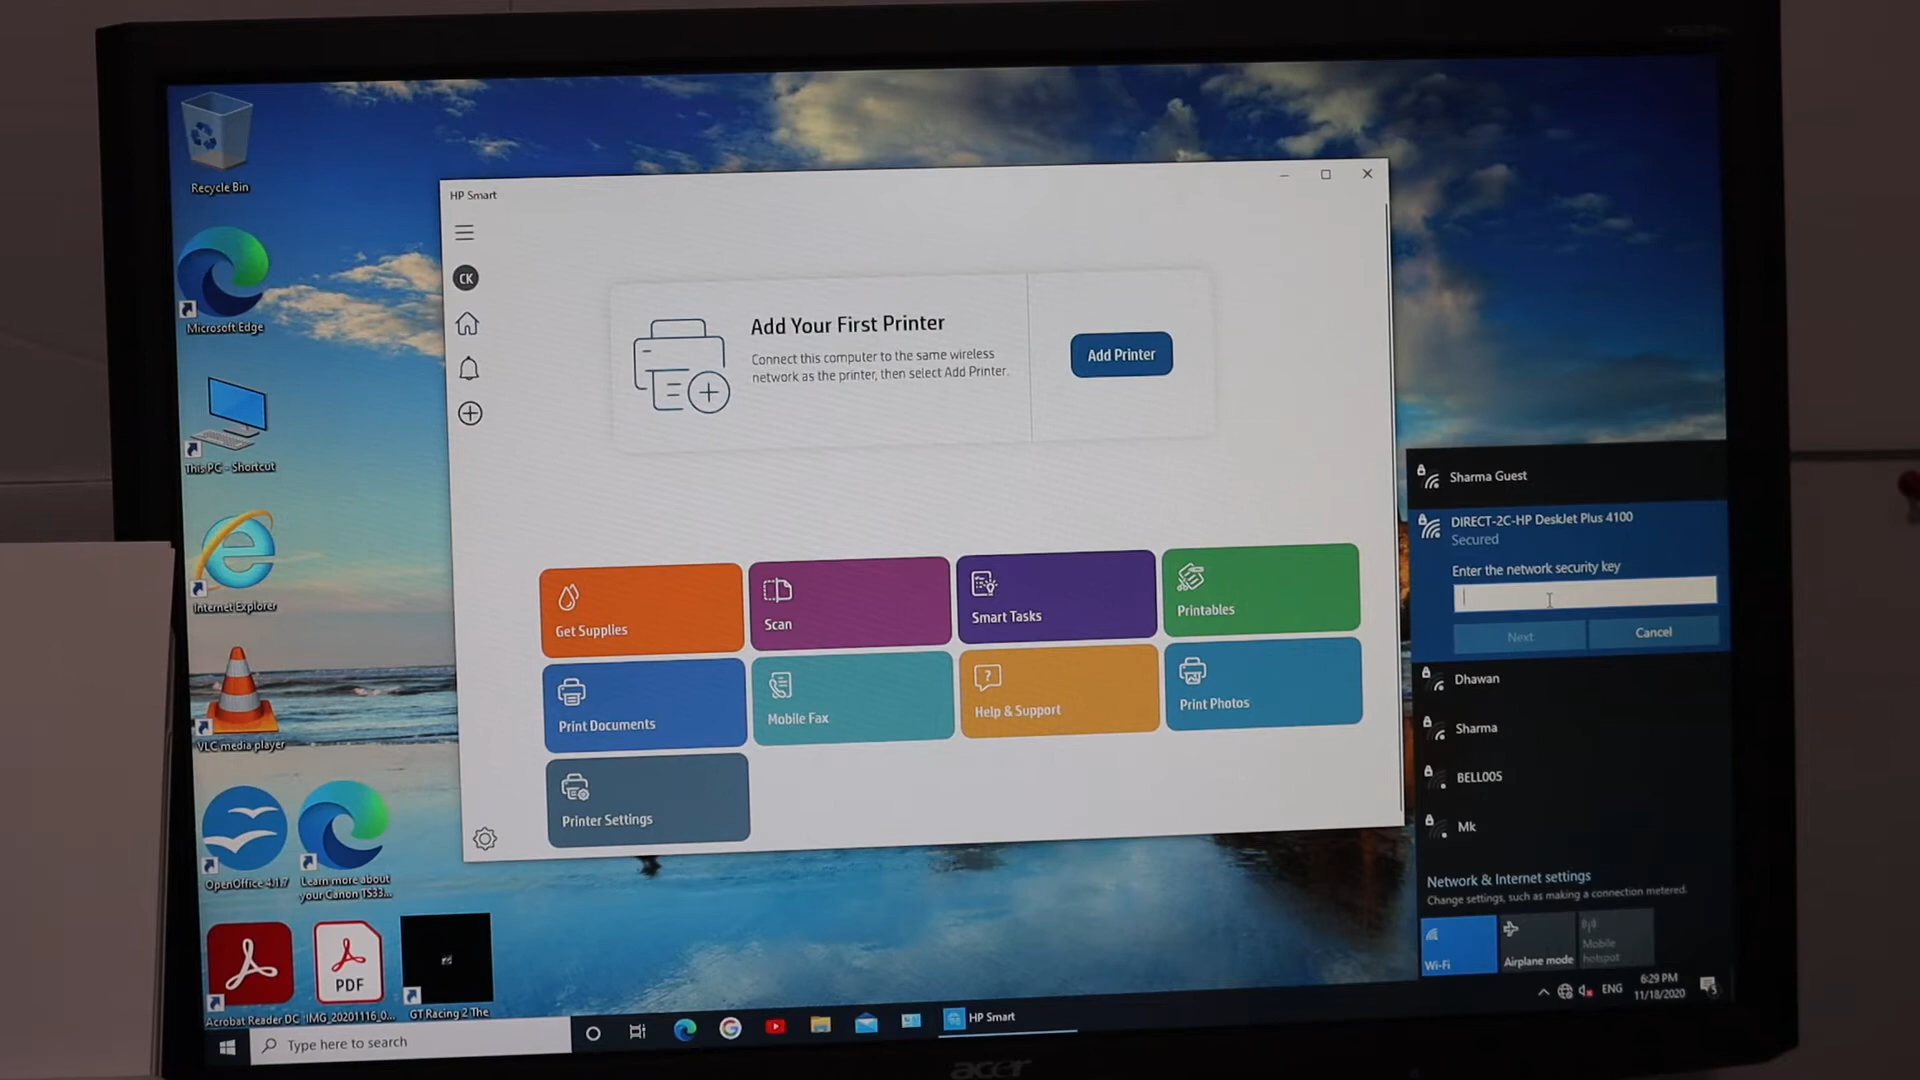 Recycle Bin
Microsoft Edge
This PC - Shortcut
Internet Explorer
VLC media player
OpenOffice 4.1.7
Learn more about
your Canon TS33...
Acrobat Reader DC
PDF
IMG_20201116_0...
GT Racing 2 The
HP Smart
CK
Add Your First Printer
Connect this computer to the same wireless
network as the printer, then select Add Printer.
Add Printer
Get Supplies
Scan
Smart Tasks
Printables
Print Documents
Mobile Fax
Help & Support
Print Photos
Printer Settings
Sharma Guest
DIRECT-2C-HP DeskJet Plus 4100
Secured
Enter the network security key
Next
Cancel
Dhawan
Sharma
BELL005
Mk
Network & Internet settings
Change settings, such as making a connection metered.
Wi-Fi
Airplane mode
Mobile
hotspot
Type here to search
HP Smart
ENG
6:29 PM
11/18/2020
acer